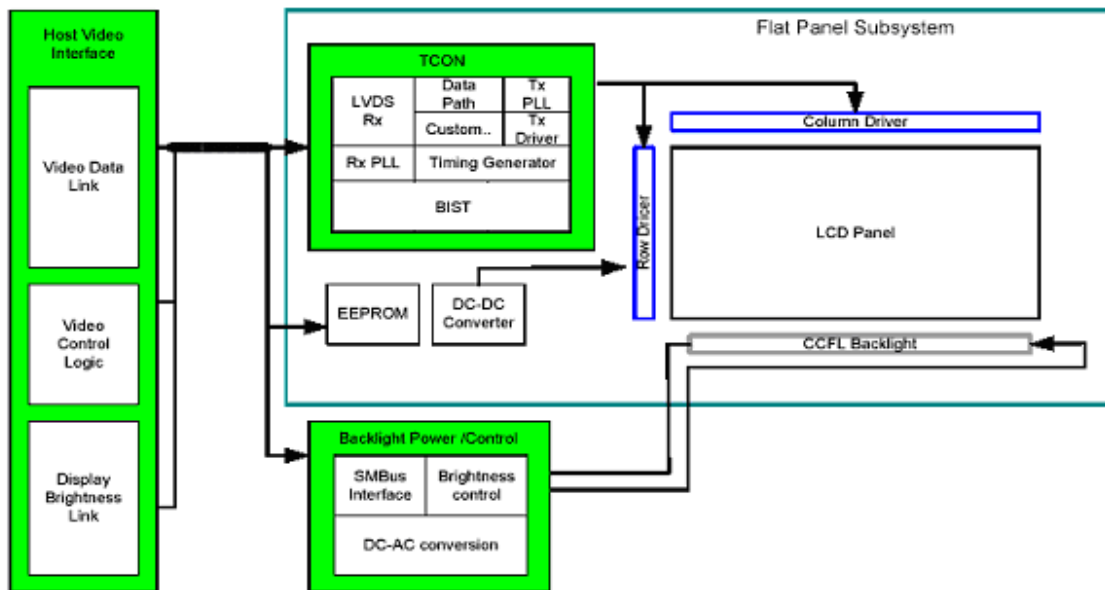 Host Video
Interface
Video Data
Link
Video
Control
Logic
Display
Brightness
Link
Flat Panel Subsystem
TCON
LVDS
Rx
Data
Path
Tx
PLL
Custom..
Tx
Driver
Rx PLL
Timing Generator
BIST
EEPROM
DC-DC
Converter
Row Dricer
Column Driver
LCD Panel
CCFL Backlight
Backlight Power /Control
SMBus
Interface
Brightness
control
DC-AC conversion